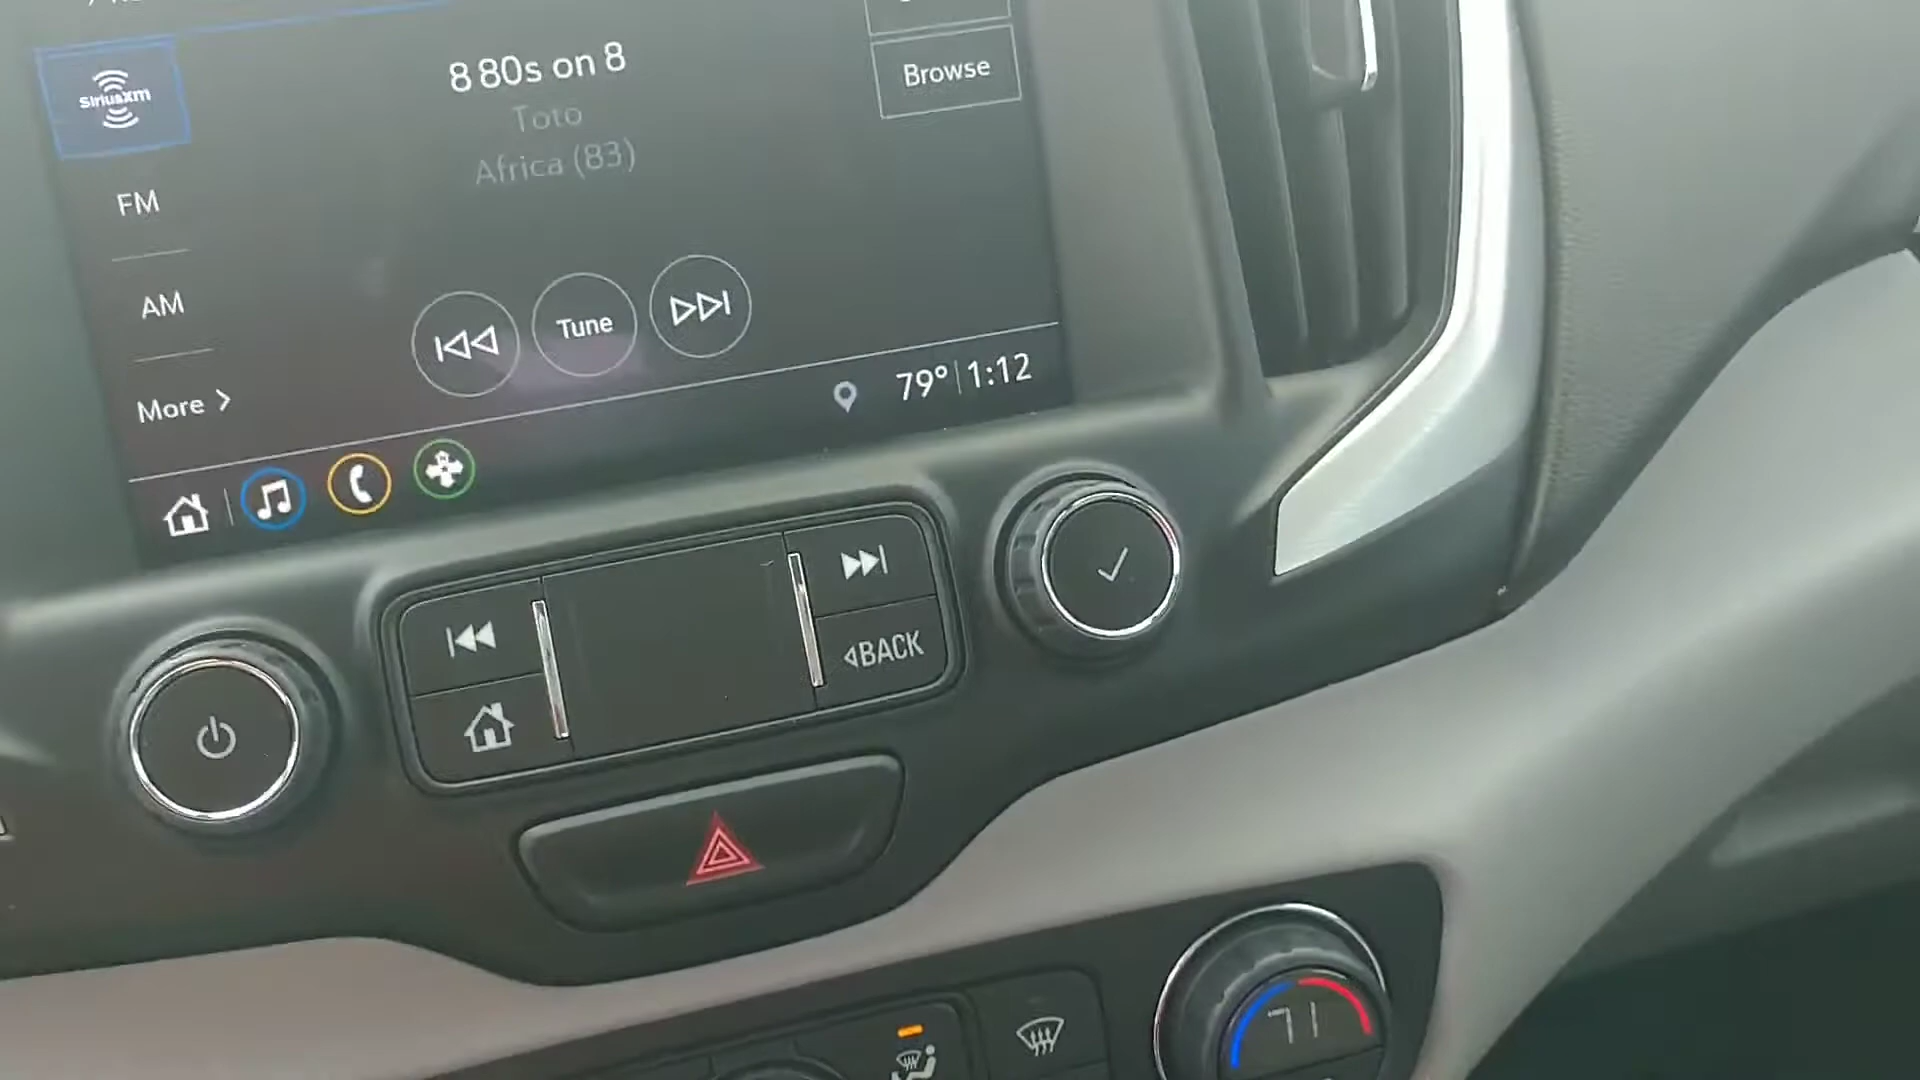 SiriusXM
8 80s on 8
Toto
Africa (83)
Browse
FM
AM
More >
Tune
79° 1:12
BACK
71